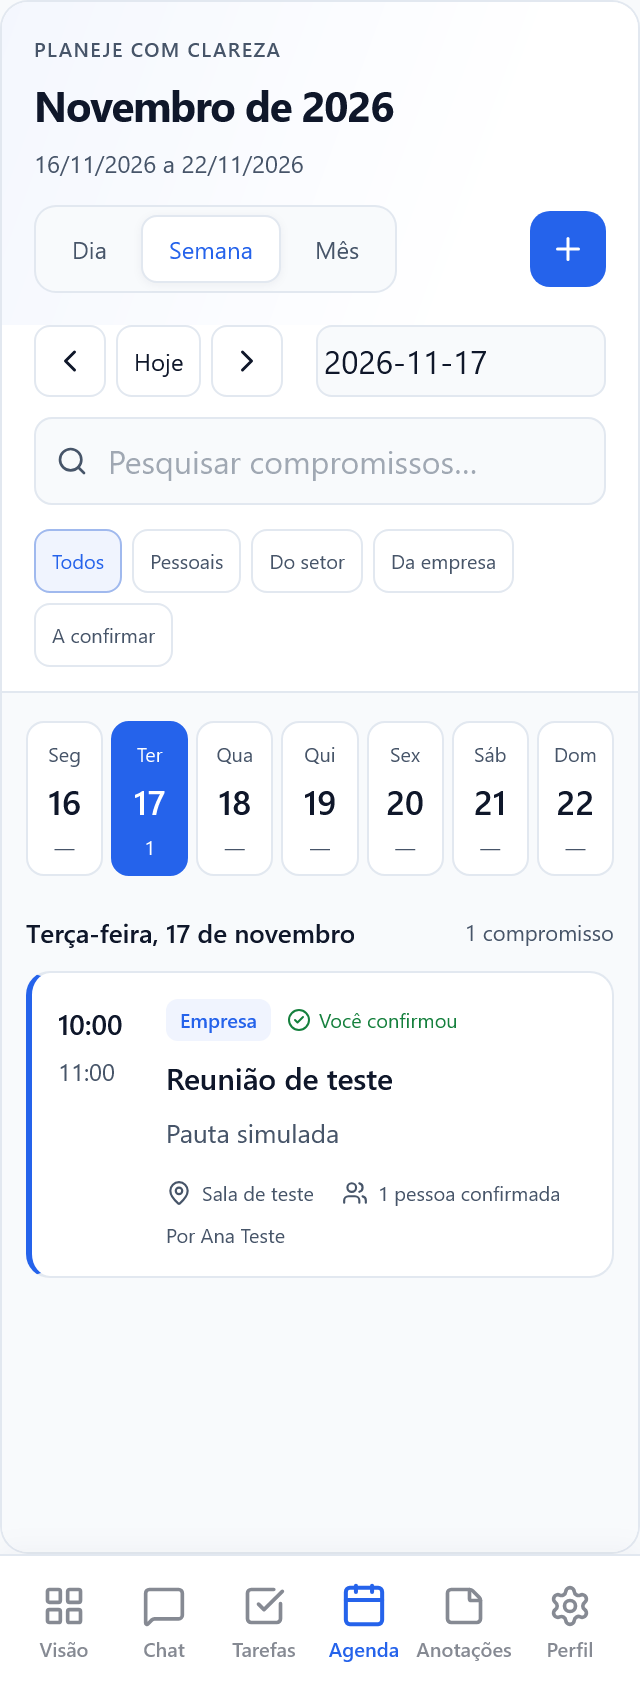 PLANEJE COM CLAREZA
Novembro de 2026
16/11/2026 a 22/11/2026
Dia Semana Mês
Hoje 2026-11-17
Pesquisar compromissos...
Todos Pessoais Do setor Da empresa
A confirmar
Seg Ter Qua Qui Sex Sáb Dom
16 17 18 19 20 21 22
— 1 — — — — —
Terça-feira, 17 de novembro 1 compromisso
10:00 Empresa Você confirmou
11:00 Reunião de teste
Pauta simulada
Sala de teste 1 pessoa confirmada
Por Ana Teste
Visão Chat Tarefas Agenda Anotações Perfil